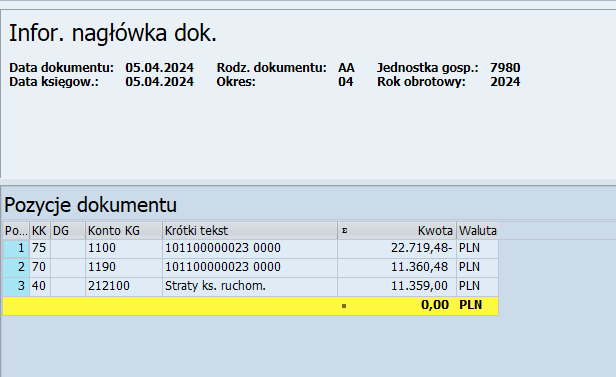 Infor. nagłówka dok.
Data dokumentu: 05.04.2024 Rodz. dokumentu: AA Jednostka gosp.: 7980
Data księgow.: 05.04.2024 Okres: 04 Rok obrotowy: 2024
Pozycje dokumentu
Po... KK DG Konto KG Krótki tekst Σ Kwota Waluta
1 75 1100 101100000023 0000 22.719,48- PLN
2 70 1190 101100000023 0000 11.360,48 PLN
3 40 212100 Straty ks. ruchom. 11.359,00 PLN
0,00 PLN